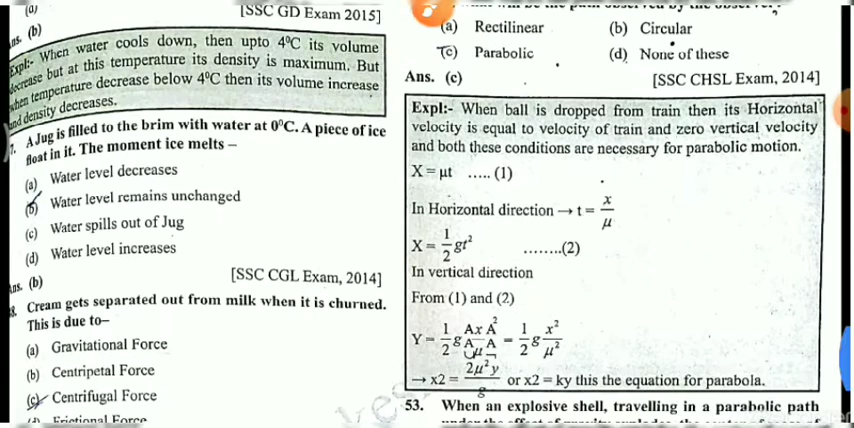 (a)
[SSC GD Exam 2015]
Ans. (b)
Expl:- When water cools down, then upto 4⁰C its volume
decrease but at this temperature its density is maximum. But
when temperature decrease below 4⁰C then its volume increase
and density decreases.
7. A Jug is filled to the brim with water at 0⁰C. A piece of ice
float in it. The moment ice melts –
(a) Water level decreases
(b) Water level remains unchanged
(c) Water spills out of Jug
(d) Water level increases
Ans. (b)
[SSC CGL Exam, 2014]
8. Cream gets separated out from milk when it is churned.
This is due to–
(a) Gravitational Force
(b) Centripetal Force
(c) Centrifugal Force
(d) Frictional Force
(a) Rectilinear (b) Circular
(c) Parabolic (d) None of these
Ans. (c) [SSC CHSL Exam, 2014]
Expl:- When ball is dropped from train then its Horizontal
velocity is equal to velocity of train and zero vertical velocity
and both these conditions are necessary for parabolic motion.
X = μt ..... (1)
In Horizontal direction → t = x/μ
X = 1/2 gt² ........(2)
In vertical direction
From (1) and (2)
Y = 1/2 g = 1/2 g x²/μ²
→ x2 = 2μ²y/g or x2 = ky this the equation for parabola.
53. When an explosive shell, travelling in a parabolic path